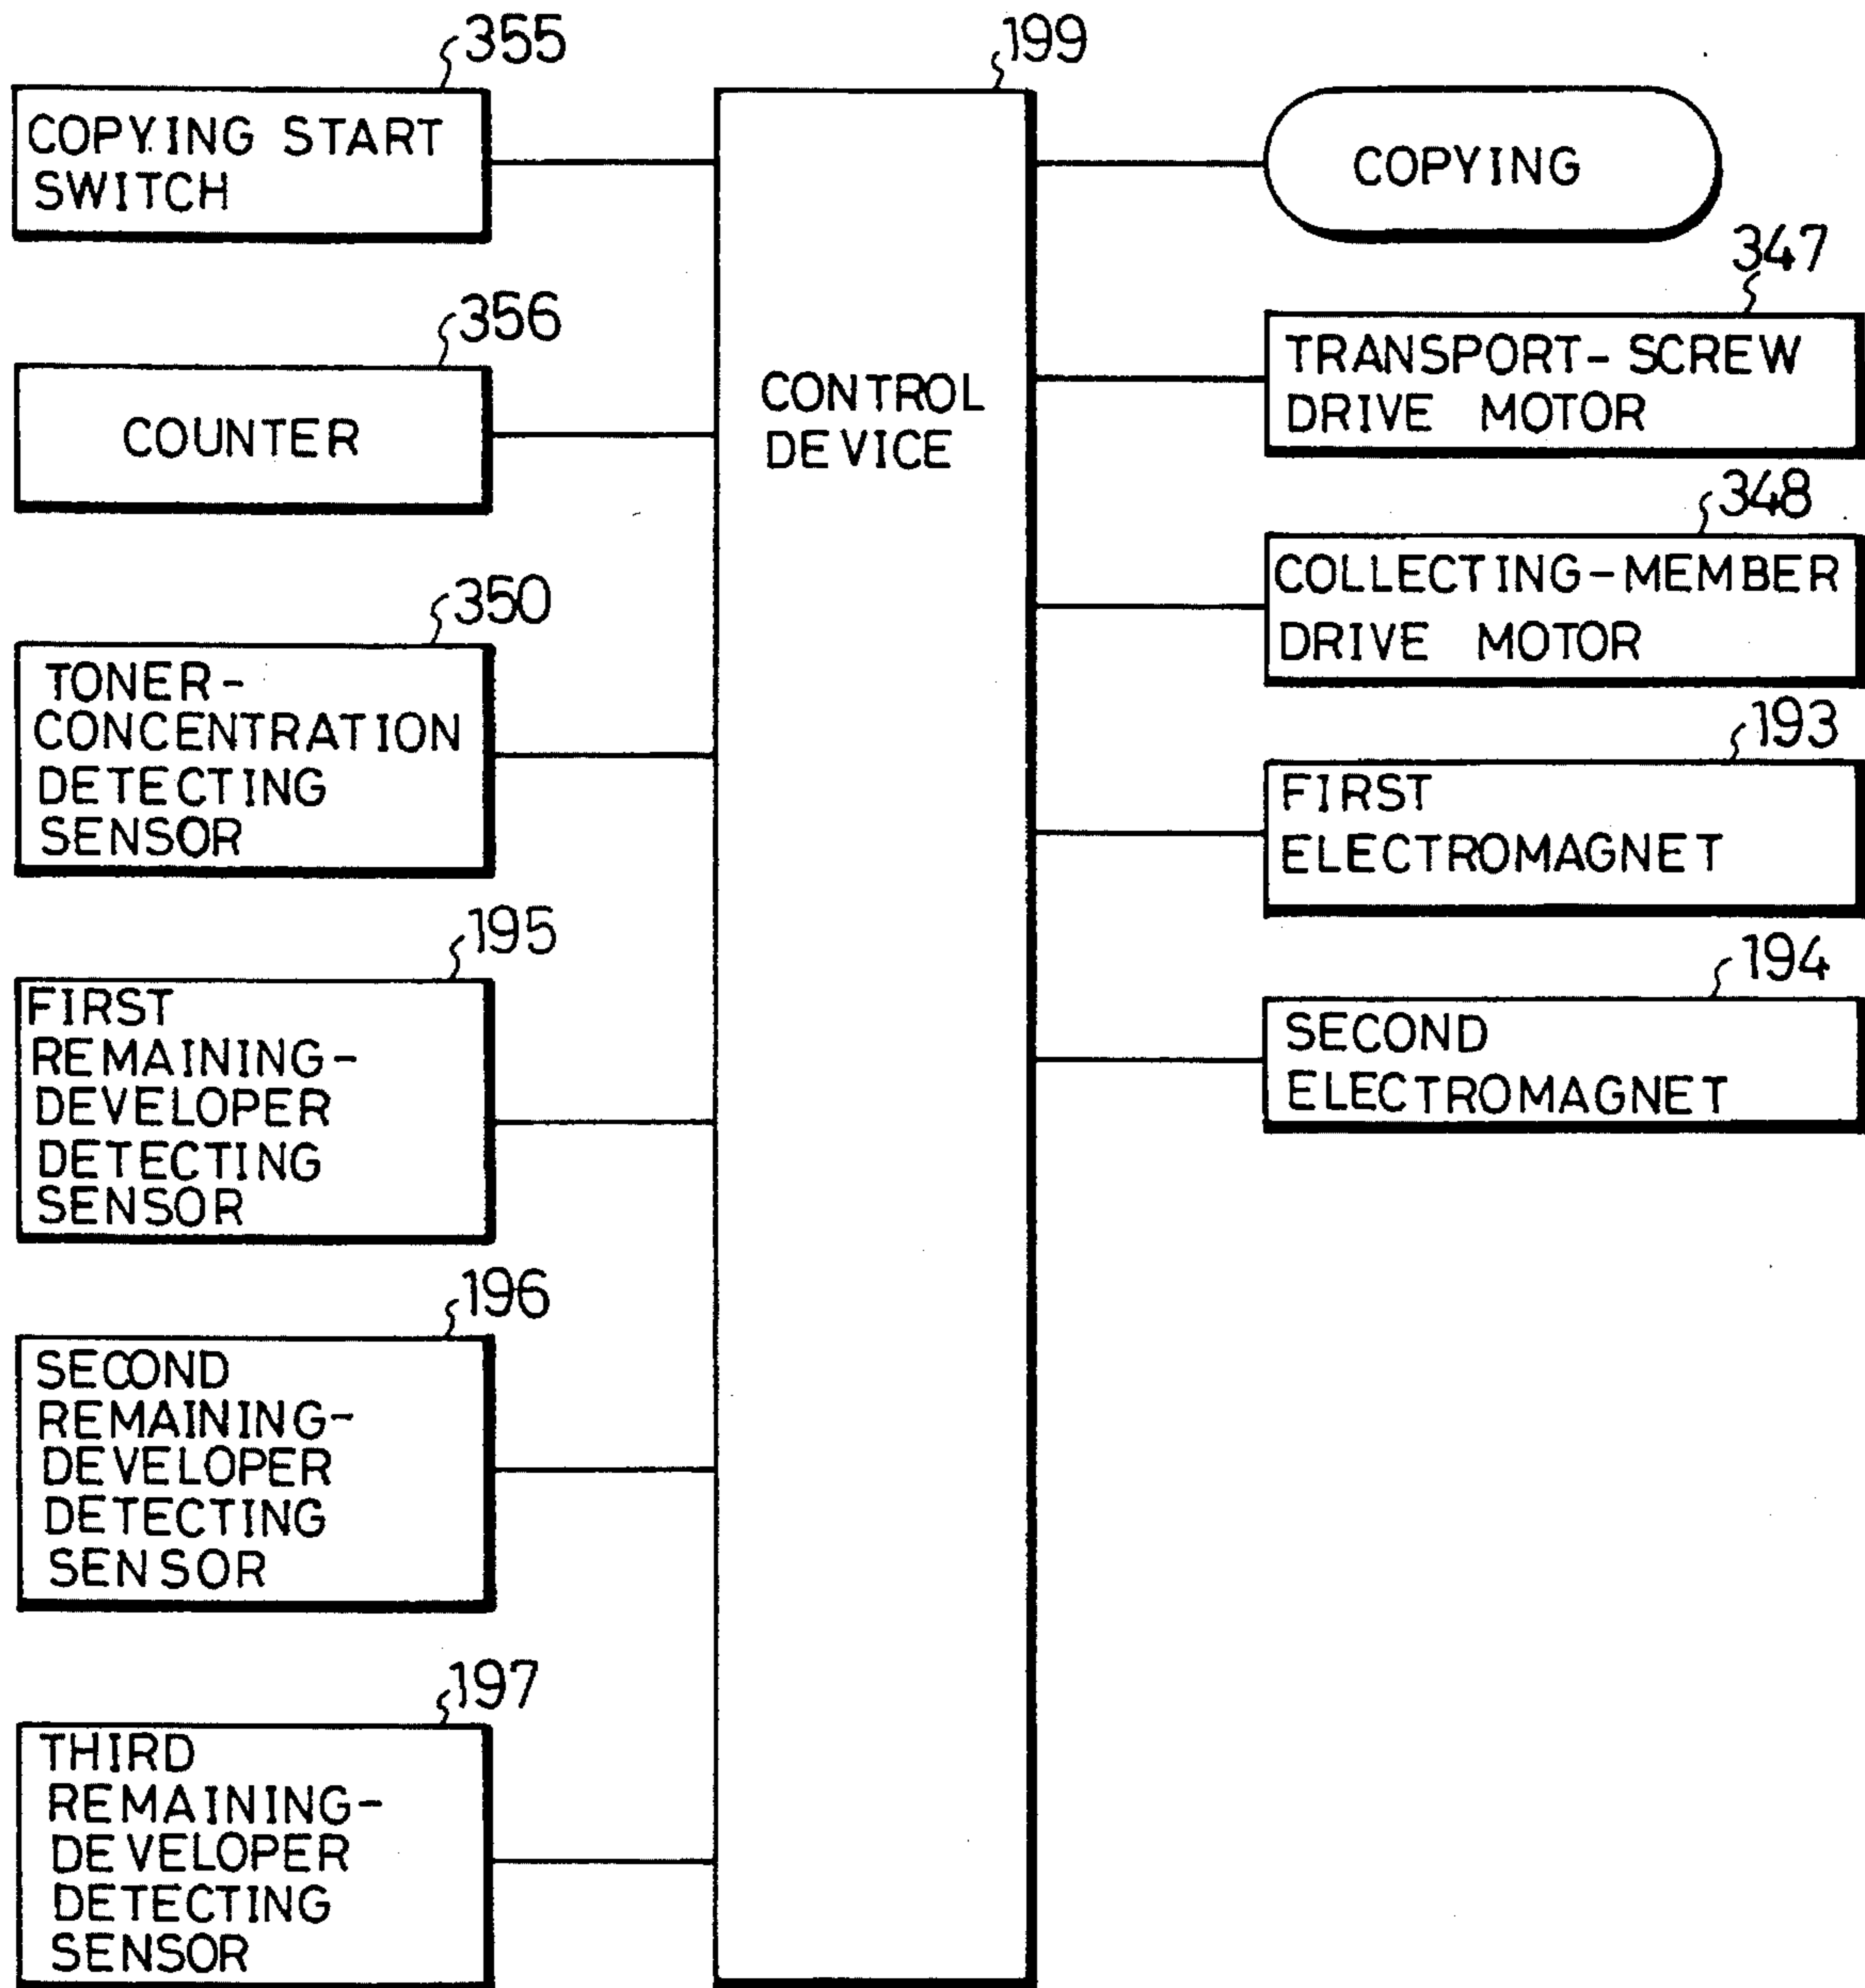 355
COPYING START
SWITCH
356
COUNTER
350
TONER-
CONCENTRATION
DETECTING
SENSOR
195
FIRST
REMAINING-
DEVELOPER
DETECTING
SENSOR
196
SECOND
REMAINING-
DEVELOPER
DETECTING
SENSOR
197
THIRD
REMAINING-
DEVELOPER
DETECTING
SENSOR
199
CONTROL
DEVICE
COPYING
347
TRANSPORT-SCREW
DRIVE MOTOR
348
COLLECTING-MEMBER
DRIVE MOTOR
193
FIRST
ELECTROMAGNET
194
SECOND
ELECTROMAGNET